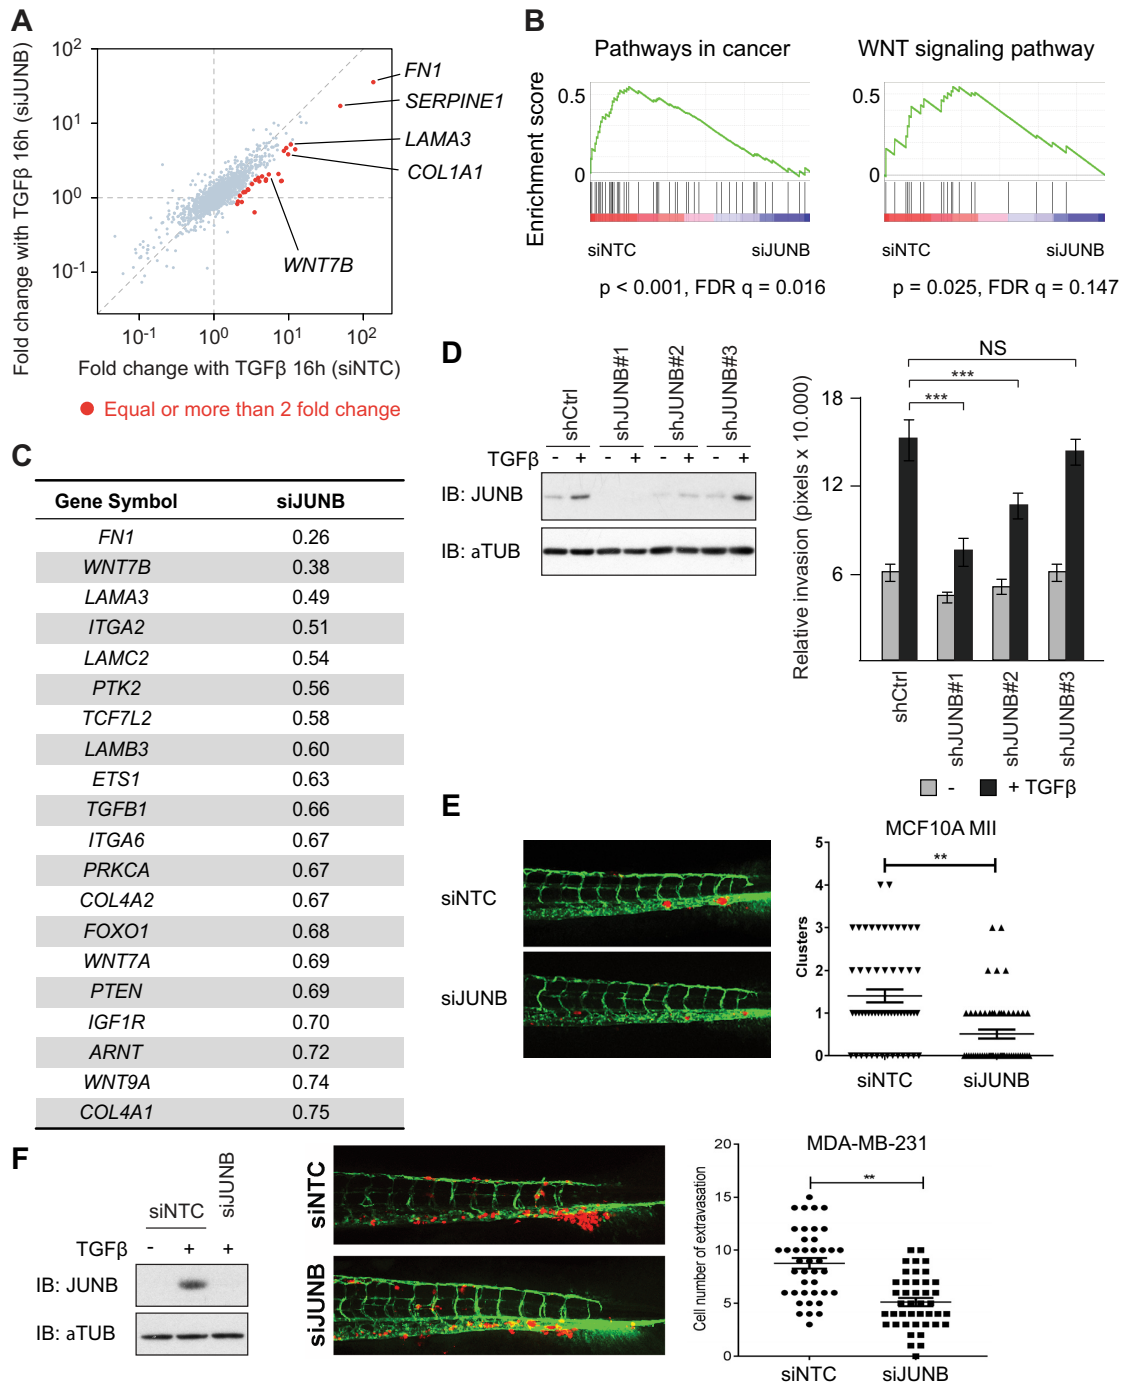 A
Fold change with TGFβ 16h (siJUNB)
10²
10¹
10⁰
10⁻¹
FN1
SERPINE1
LAMA3
COL1A1
WNT7B
10⁻¹ 10⁰ 10¹ 10²
Fold change with TGFβ 16h (siNTC)
Equal or more than 2 fold change
B
Pathways in cancer
WNT signaling pathway
Enrichment score
0.5
0
0.5
0
siNTC siJUNB
siNTC siJUNB
p < 0.001, FDR q = 0.016
p = 0.025, FDR q = 0.147
C
Gene Symbol siJUNB
FN1 0.26
WNT7B 0.38
LAMA3 0.49
ITGA2 0.51
LAMC2 0.54
PTK2 0.56
TCF7L2 0.58
LAMB3 0.60
ETS1 0.63
TGFB1 0.66
ITGA6 0.67
PRKCA 0.67
COL4A2 0.67
FOXO1 0.68
WNT7A 0.69
PTEN 0.69
IGF1R 0.70
ARNT 0.72
WNT9A 0.74
COL4A1 0.75
D
shCtrl
shJUNB#1
shJUNB#2
shJUNB#3
TGFβ - + - + - + - +
IB: JUNB
IB: aTUB
Relative invasion (pixels x 10.000)
18
12
6
NS
***
***
shCtrl
shJUNB#1
shJUNB#2
shJUNB#3
- + TGFβ
E
siNTC
siJUNB
MCF10A MII
**
Clusters
5
4
3
2
1
0
siNTC siJUNB
F
siNTC
siJUNB
TGFβ - + +
IB: JUNB
IB: aTUB
siNTC
siJUNB
MDA-MB-231
**
Cell number of extravasation
20
15
10
5
0
siNTC siJUNB